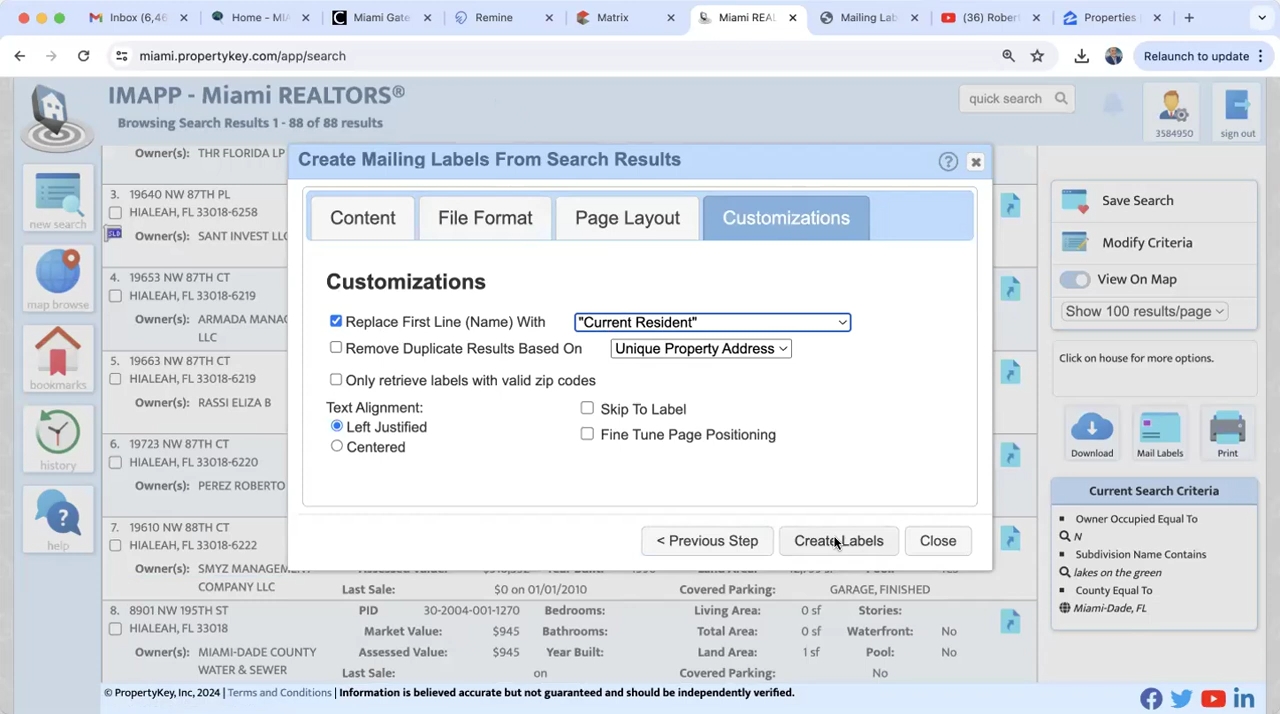 Inbox (6,46
Home - MIA
Miami Gate
Remine
Matrix
Miami REAL
Mailing Lab
(36) Robert
Properties
miami.propertykey.com/app/search
Relaunch to update
IMAPP - Miami REALTORS®
Browsing Search Results 1 - 88 of 88 results
quick search
3584950
sign out
new search
map browse
bookmarks
history
help
Owner(s): THR FLORIDA LP
3. 19640 NW 87TH PL
HIALEAH, FL 33018-6258
Owner(s): SANT INVEST LLC
4. 19653 NW 87TH CT
HIALEAH, FL 33018-6219
Owner(s): ARMADA MANAG
LLC
5. 19663 NW 87TH CT
HIALEAH, FL 33018-6219
Owner(s): RASSI ELIZA B
6. 19723 NW 87TH CT
HIALEAH, FL 33018-6220
Owner(s): PEREZ ROBERTO
7. 19610 NW 88TH CT
HIALEAH, FL 33018-6222
Owner(s): SMYZ MANAGEMENT
COMPANY LLC
Last Sale: $0 on 01/01/2010 Covered Parking: GARAGE, FINISHED
8. 8901 NW 195TH ST PID 30-2004-001-1270 Bedrooms: Living Area: 0 sf Stories:
HIALEAH, FL 33018 Market Value: $945 Bathrooms: Total Area: 0 sf Waterfront: No
Owner(s): MIAMI-DADE COUNTY Assessed Value: $945 Year Built: Land Area: 1 sf Pool: No
WATER & SEWER Last Sale: on Covered Parking: No
Create Mailing Labels From Search Results
Content
File Format
Page Layout
Customizations
Customizations
Replace First Line (Name) With "Current Resident"
Remove Duplicate Results Based On Unique Property Address
Only retrieve labels with valid zip codes
Text Alignment:
Left Justified
Centered
Skip To Label
Fine Tune Page Positioning
< Previous Step
Create Labels
Close
Save Search
Modify Criteria
View On Map
Show 100 results/page
Click on house for more options.
Download
Mail Labels
Print
Current Search Criteria
Owner Occupied Equal To
N
Subdivision Name Contains
lakes on the green
County Equal To
Miami-Dade, FL
© PropertyKey, Inc, 2024 | Terms and Conditions | Information is believed accurate but not guaranteed and should be independently verified.